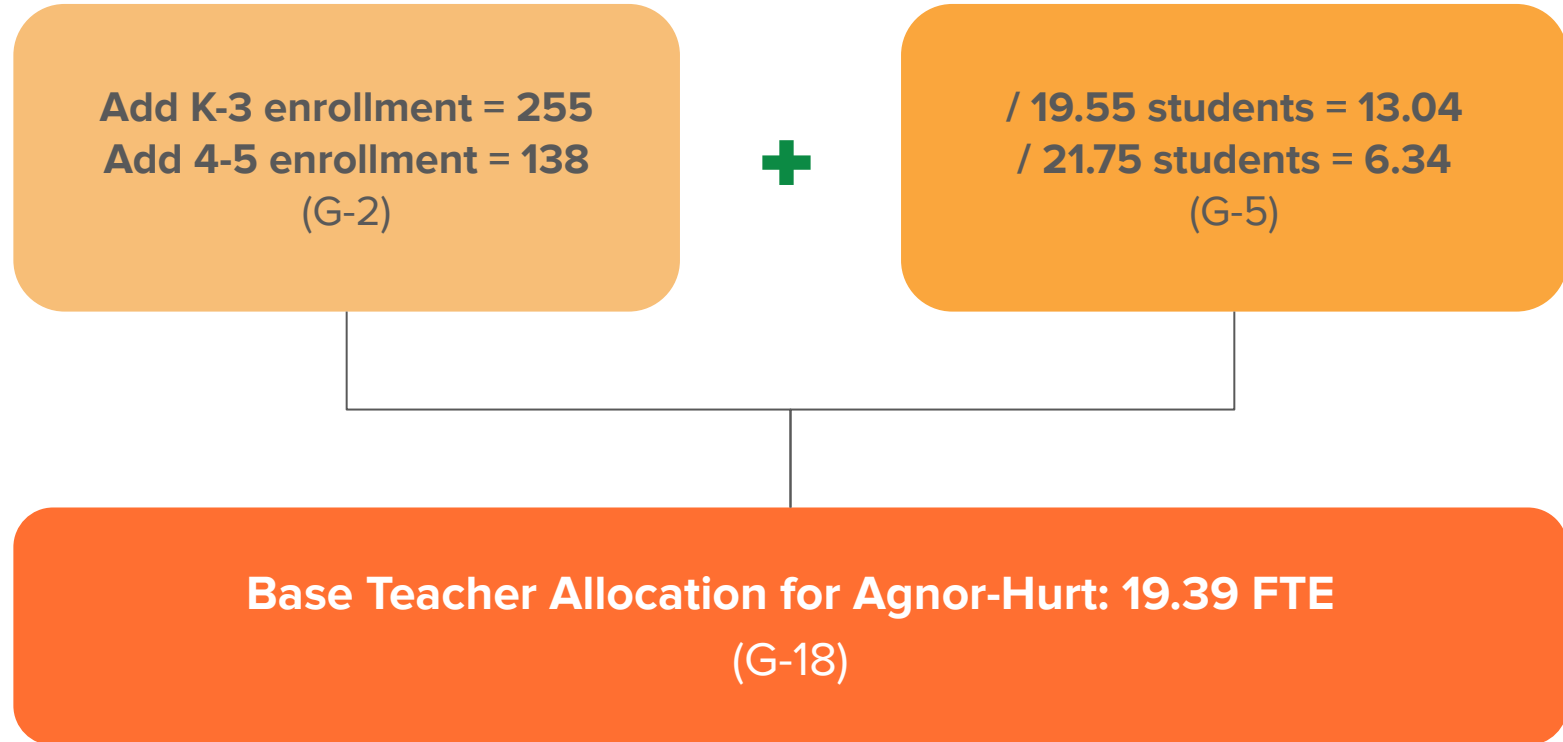 Add K-3 enrollment = 255
Add 4-5 enrollment = 138
(G-2)
/ 19.55 students = 13.04
/ 21.75 students = 6.34
(G-5)
Base Teacher Allocation for Agnor-Hurt: 19.39 FTE
(G-18)